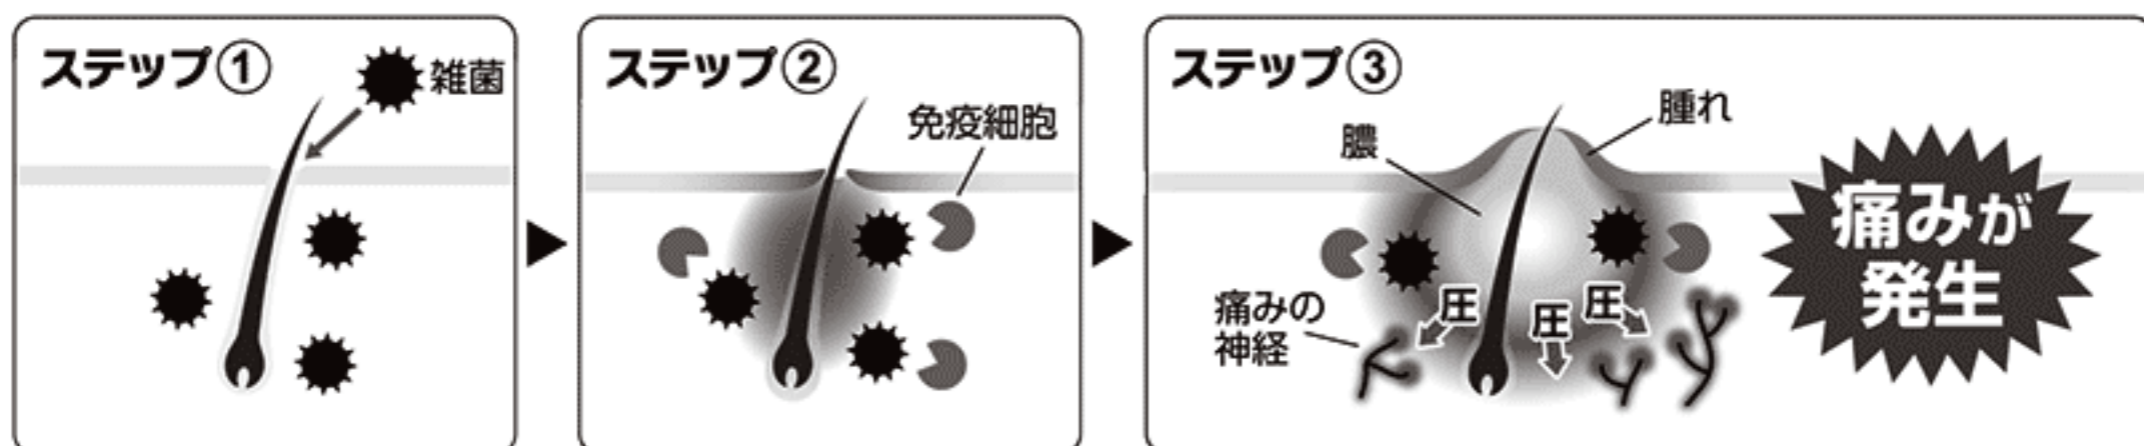 ステップ①
雑菌
ステップ②
免疫細胞
ステップ③
腫れ
膿
痛みの
神経
圧
圧
圧
痛みが
発生